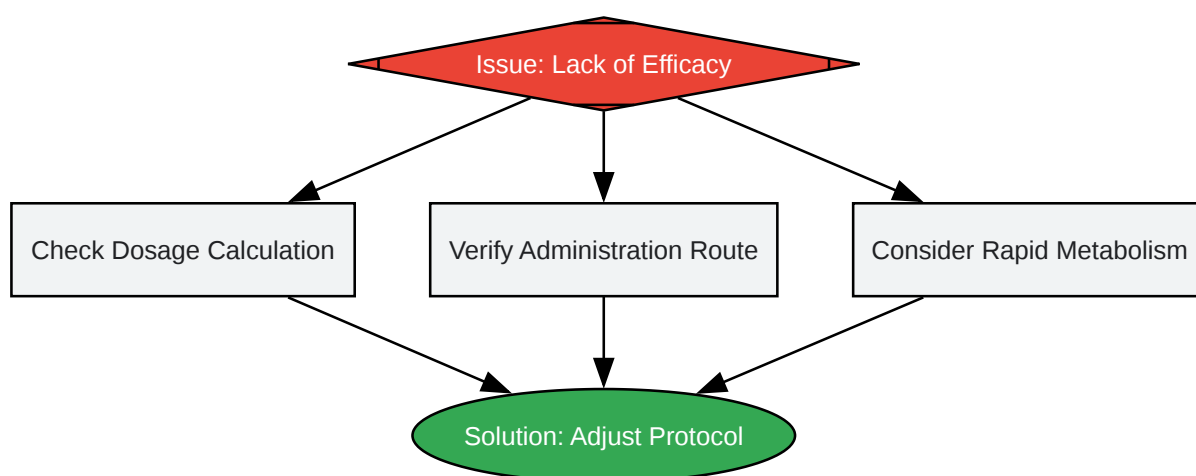 Issue: Lack of Efficacy
Check Dosage Calculation
Verify Administration Route
Consider Rapid Metabolism
Solution: Adjust Protocol